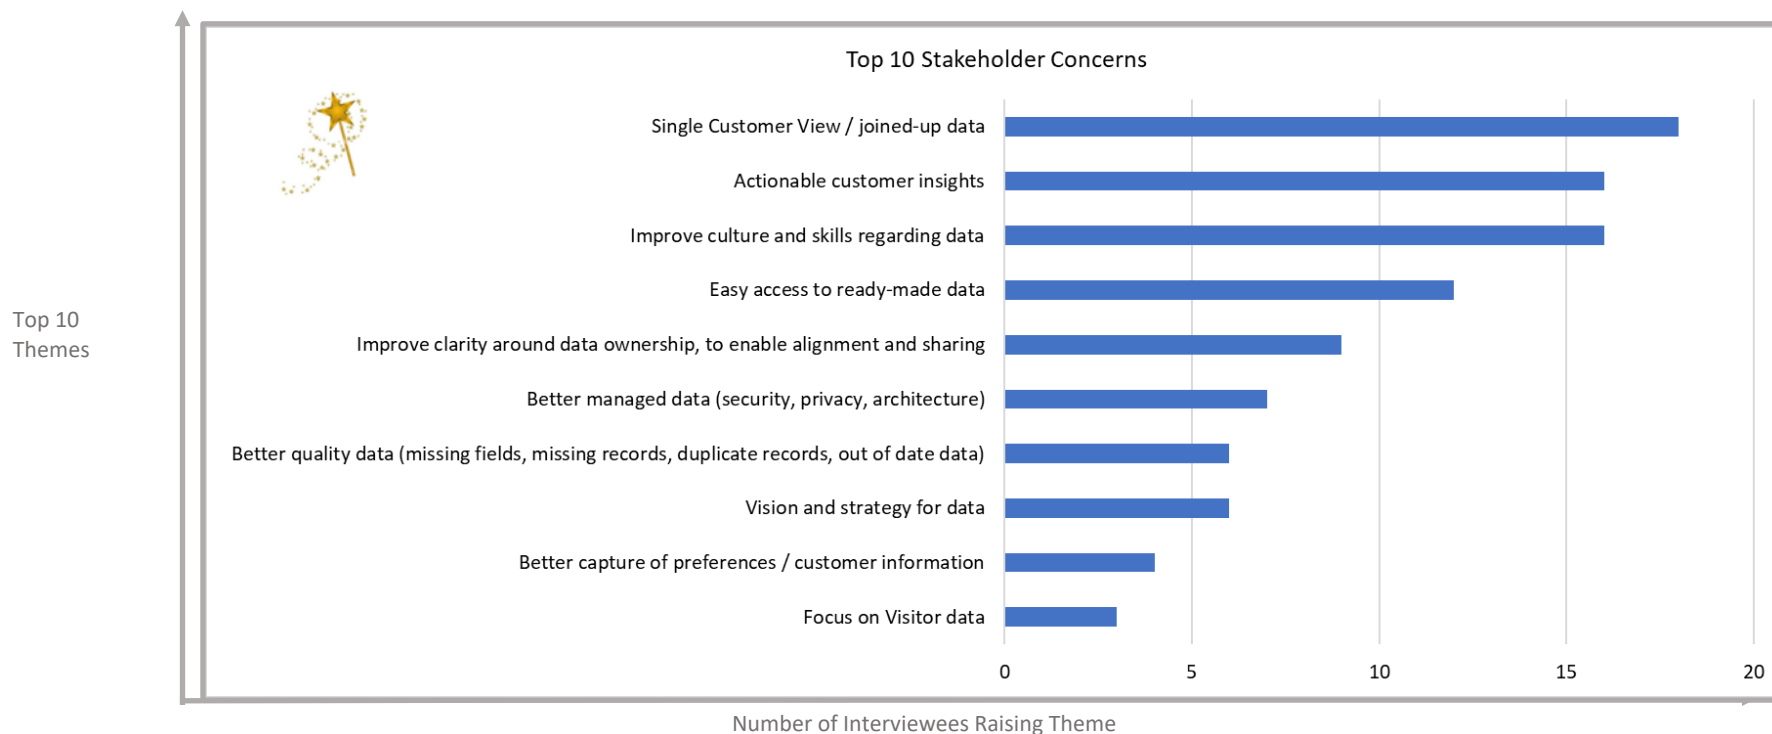 Top 10 Stakeholder Concerns
Single Customer View / joined-up data
Actionable customer insights
Improve culture and skills regarding data
Easy access to ready-made data
Top 10
Themes
Improve clarity around data ownership, to enable alignment and sharing
Better managed data (security, privacy, architecture)
Better quality data (missing fields, missing records, duplicate records, out of date data)
Vision and strategy for data
Better capture of preferences / customer information
Focus on Visitor data
0 5 10 15 20
Number of Interviewees Raising Theme